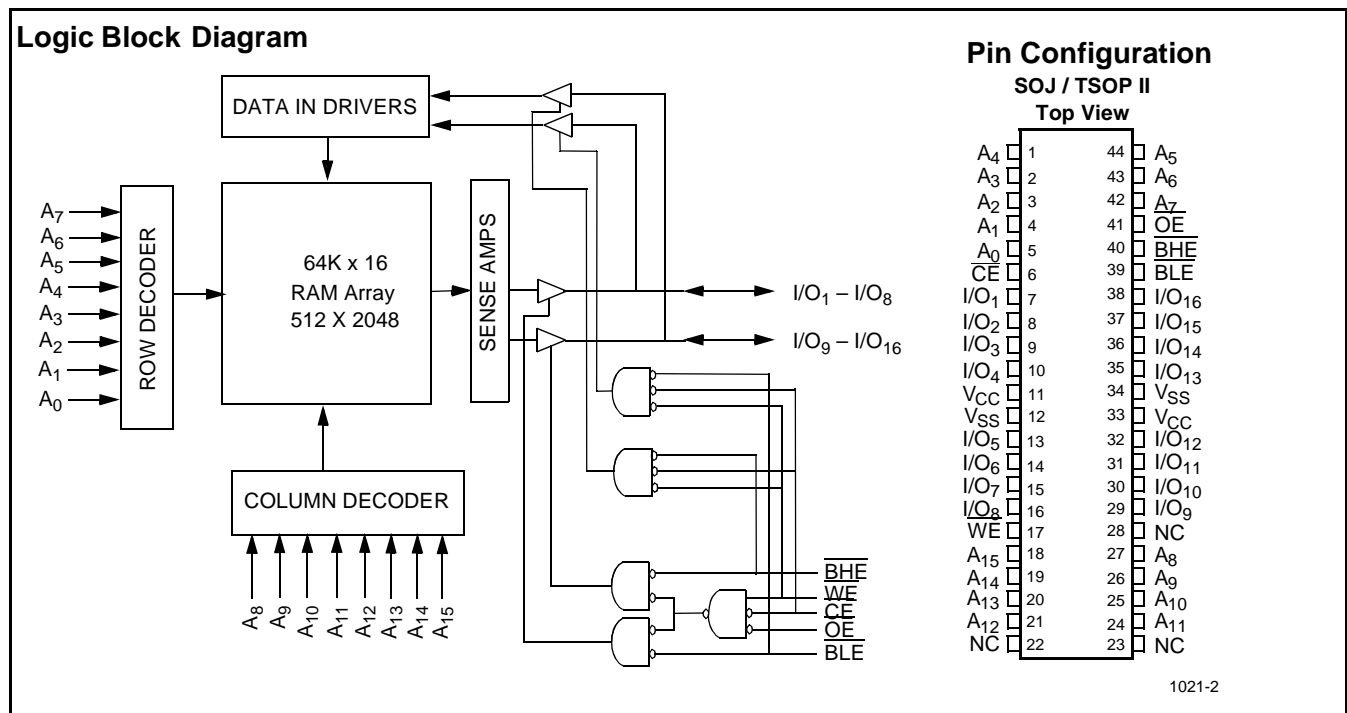 Logic Block Diagram
DATA IN DRIVERS
A7
A6
A5
A4
A3
A2
A1
A0
ROW DECODER
64K x 16
RAM Array
512 X 2048
SENSE AMPS
I/O1 – I/O8
I/O9 – I/O16
COLUMN DECODER
A8
A9
A10
A11
A12
A13
A14
A15
BHE
WE
CE
OE
BLE
Pin Configuration
SOJ / TSOP II
Top View
A4 1 44 A5
A3 2 43 A6
A2 3 42 A7
A1 4 41 OE
A0 5 40 BHE
CE 6 39 BLE
I/O1 7 38 I/O16
I/O2 8 37 I/O15
I/O3 9 36 I/O14
I/O4 10 35 I/O13
VCC 11 34 VSS
VSS 12 33 VCC
I/O5 13 32 I/O12
I/O6 14 31 I/O11
I/O7 15 30 I/O10
I/O8 16 29 I/O9
WE 17 28 NC
A15 18 27 A8
A14 19 26 A9
A13 20 25 A10
A12 21 24 A11
NC 22 23 NC
1021-2